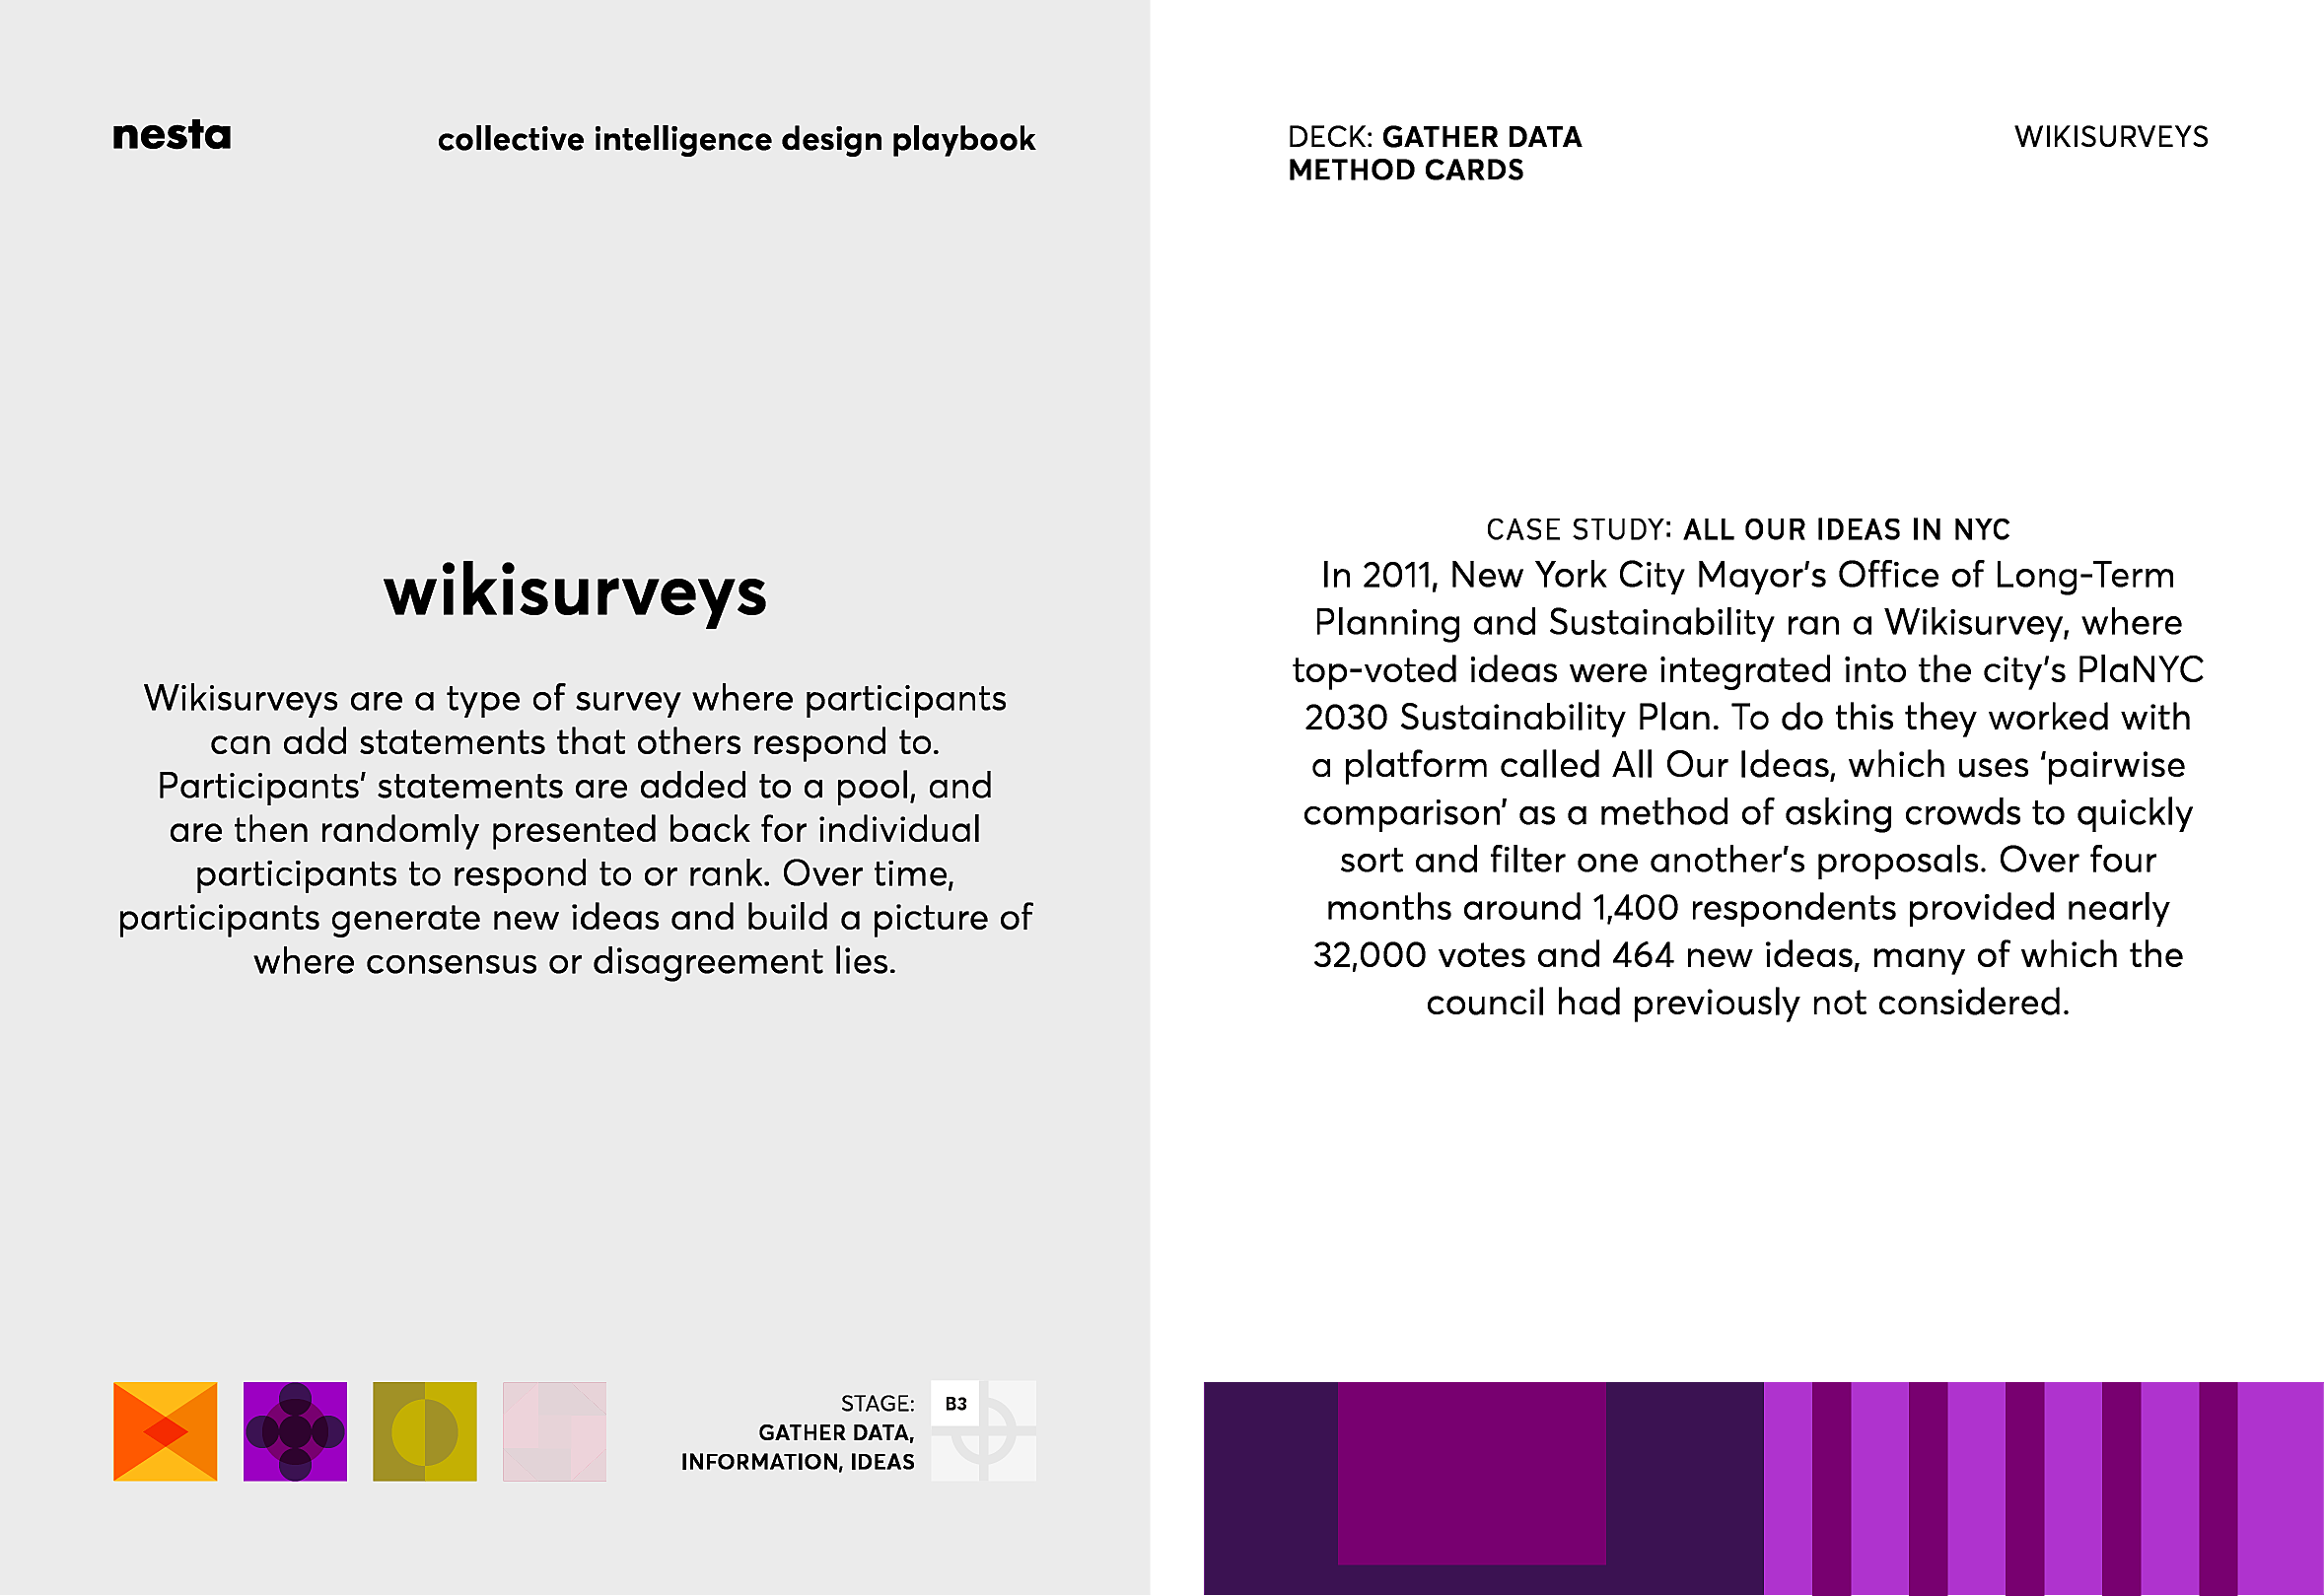 nesta
collective intelligence design playbook
wikisurveys
Wikisurveys are a type of survey where participants
can add statements that others respond to.
Participants’ statements are added to a pool, and
are then randomly presented back for individual
participants to respond to or rank. Over time,
participants generate new ideas and build a picture of
where consensus or disagreement lies.
STAGE:
GATHER DATA,
INFORMATION, IDEAS
B3
DECK: GATHER DATA
METHOD CARDS
WIKISURVEYS
CASE STUDY: ALL OUR IDEAS IN NYC
In 2011, New York City Mayor’s Office of Long-Term
Planning and Sustainability ran a Wikisurvey, where
top-voted ideas were integrated into the city’s PlaNYC
2030 Sustainability Plan. To do this they worked with
a platform called All Our Ideas, which uses ‘pairwise
comparison’ as a method of asking crowds to quickly
sort and filter one another’s proposals. Over four
months around 1,400 respondents provided nearly
32,000 votes and 464 new ideas, many of which the
council had previously not considered.